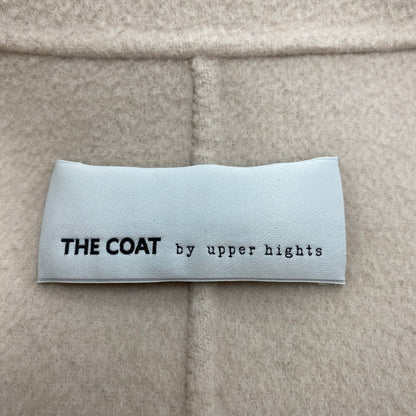 THE COAT by upper hights